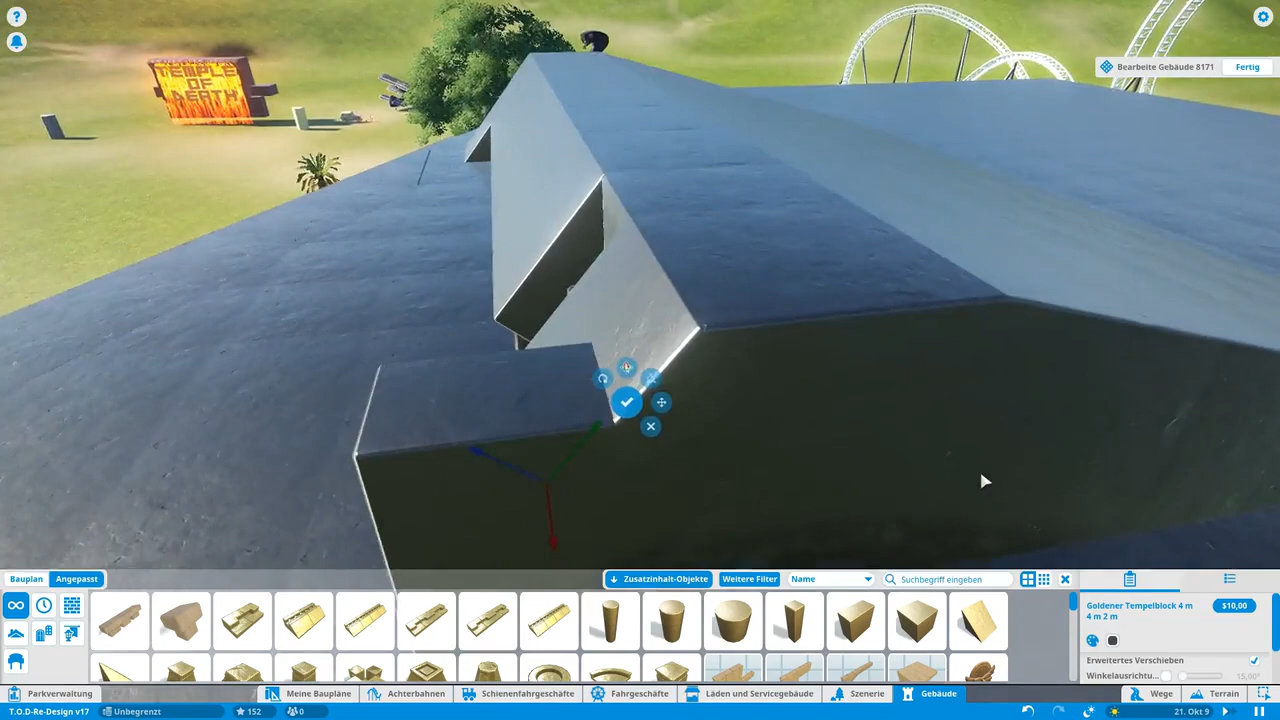 ?
TEMPLE
OF
DEATH
Bearbeite Gebäude 8171
Fertig
Bauplan
Angepasst
Zusatzinhalt-Objekte
Weitere Filter
Name
Suchbegriff eingeben
Goldener Tempelblock 4 m
4 m 2 m
$10,00
Erweitertes Verschieben
Winkelausrichtu...
15,00°
Parkverwaltung
Meine Baupläne
Achterbahnen
Schienenfahrgeschäfte
Fahrgeschäfte
Läden und Servicegebäude
Szenerie
Gebäude
Wege
Terrain
T.O.D-Re-Design v17
Unbegrenzt
152
0
21. Okt 9